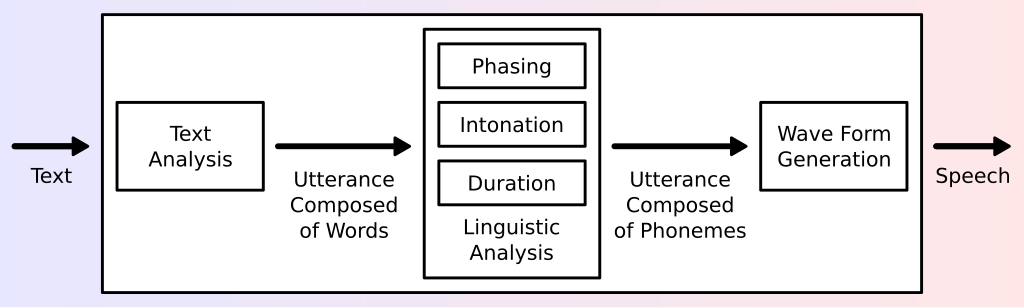 Text
Text
Analysis
Utterance
Composed
of Words
Phasing
Intonation
Duration
Linguistic
Analysis
Utterance
Composed
of Phonemes
Wave Form
Generation
Speech